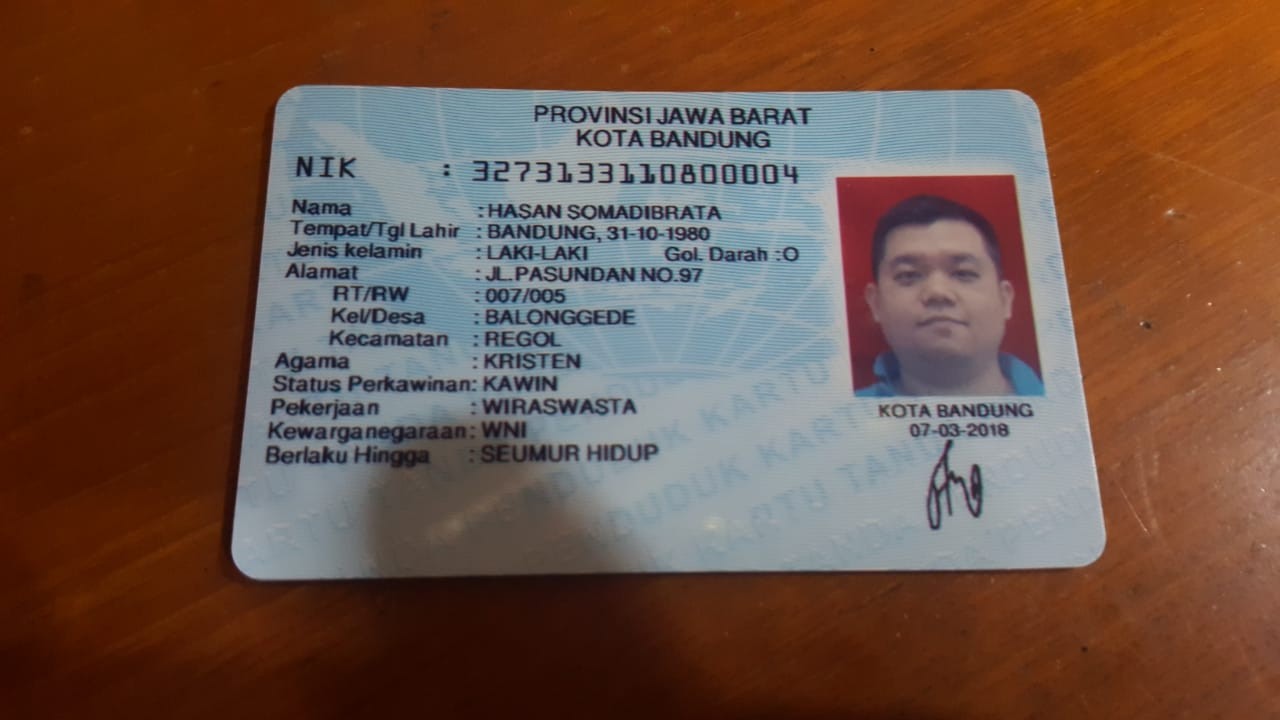 PROVINSI JAWA BARAT
KOTA BANDUNG
NIK : 3273133110800004
Nama : HASAN SOMADIBRATA
Tempat/Tgl Lahir : BANDUNG, 31-10-1980
Jenis kelamin : LAKI-LAKI Gol. Darah : O
Alamat : JL.PASUNDAN NO.97
RT/RW : 007/005
Kel/Desa : BALONGGEDE
Kecamatan : REGOL
Agama : KRISTEN
Status Perkawinan: KAWIN
Pekerjaan : WIRASWASTA
Kewarganegaraan: WNI
Berlaku Hingga : SEUMUR HIDUP
KOTA BANDUNG
07-03-2018